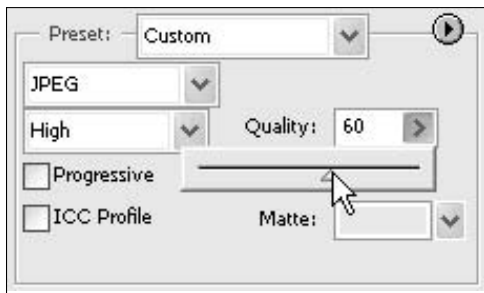 Preset: Custom
JPEG
High Quality: 60
Progressive
ICC Profile Matte: